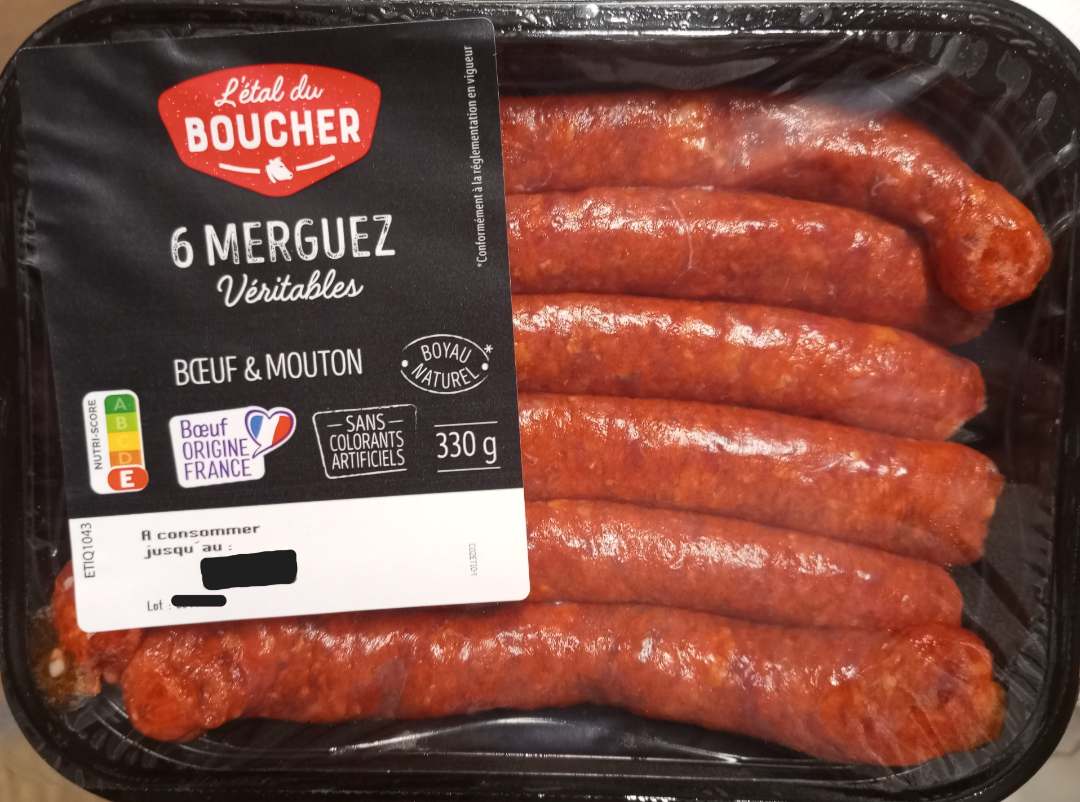 L'étal du
BOUCHER
*Conformément à la réglementation en vigueur
6 MERGUEZ
Véritables
BŒUF & MOUTON
BOYAU
NATUREL*
NUTRI-SCORE
A
B
C
D
E
Bœuf
ORIGINE
FRANCE
SANS
COLORANTS
ARTIFICIELS
330 g
ETIQ1043
A consommer
jusqu'au :
Lot :